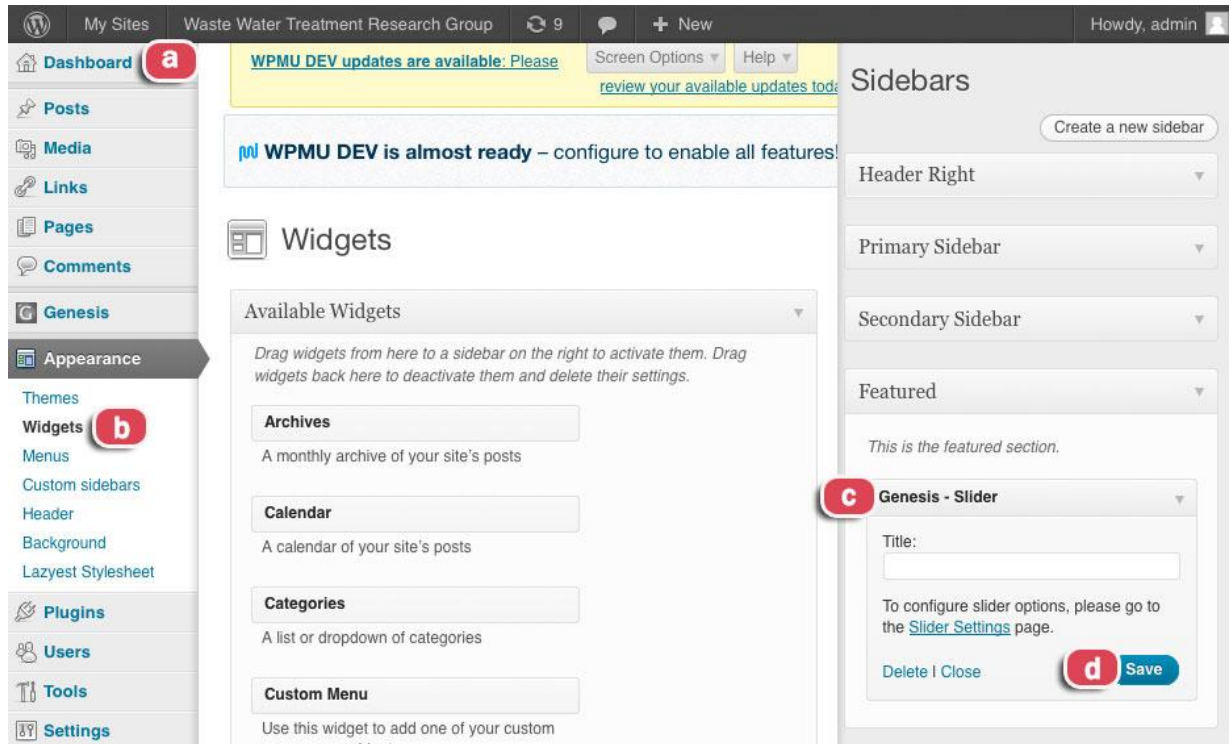 My Sites
Waste Water Treatment Research Group
9
+ New
Howdy, admin
Dashboard
a
Posts
Media
Links
Pages
Comments
Genesis
Appearance
Themes
Widgets
b
Menus
Custom sidebars
Header
Background
Lazyest Stylesheet
Plugins
Users
Tools
Settings
WPMU DEV updates are available: Please
Screen Options
Help
review your available updates
WPMU DEV is almost ready – configure to enable all features!
Widgets
Available Widgets
Drag widgets from here to a sidebar on the right to activate them. Drag
widgets back here to deactivate them and delete their settings.
Archives
A monthly archive of your site's posts
Calendar
A calendar of your site's posts
Categories
A list or dropdown of categories
Custom Menu
Use this widget to add one of your custom
Sidebars
Create a new sidebar
Header Right
Primary Sidebar
Secondary Sidebar
Featured
This is the featured section.
c
Genesis - Slider
Title:
To configure slider options, please go to
the Slider Settings page.
Delete | Close
d
Save